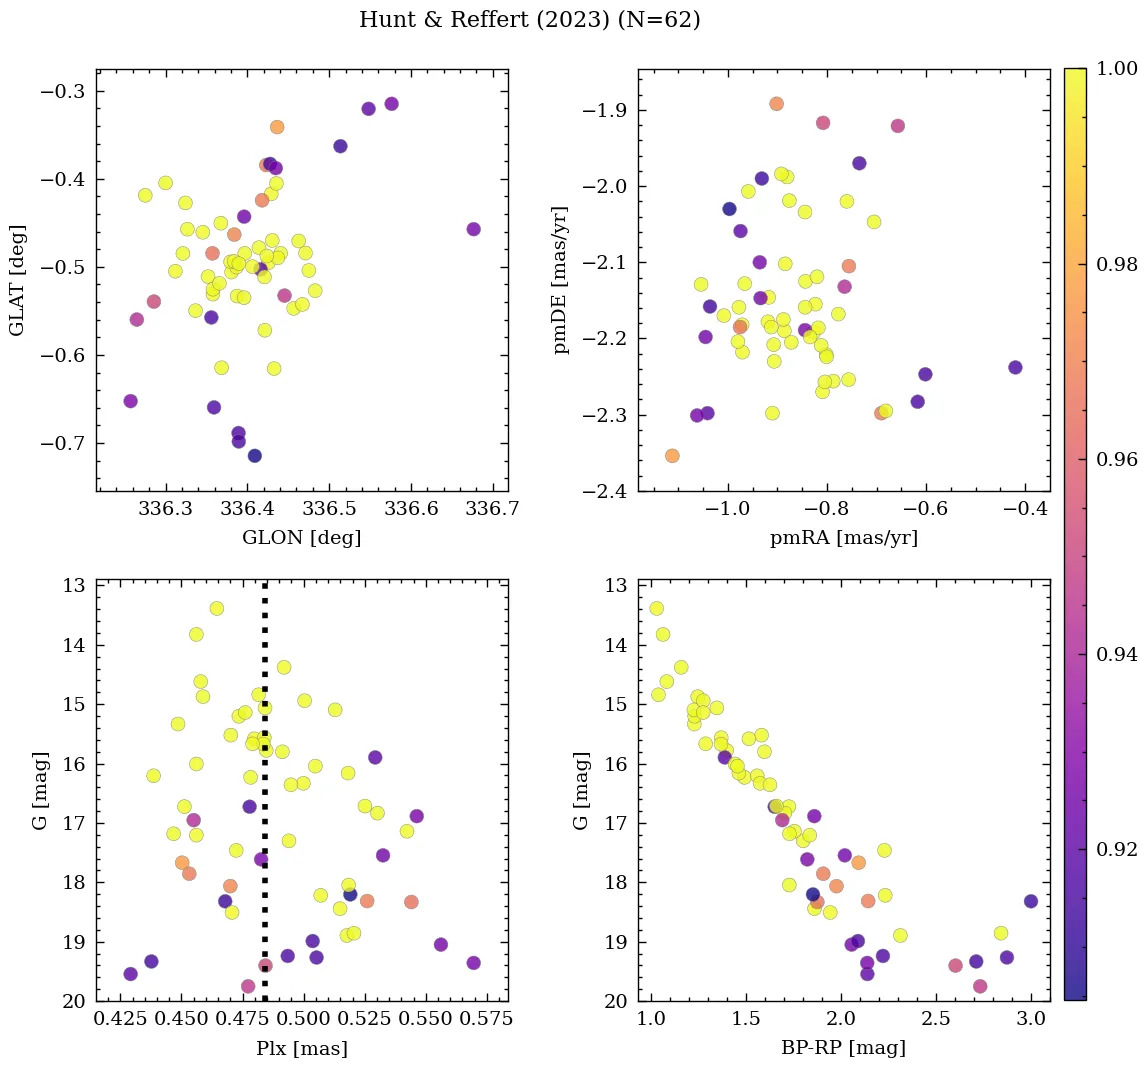 Hunt & Reffert (2023) (N=62)
−0.3
−0.4
−0.5
−0.6
−0.7
GLAT [deg]
336.3 336.4 336.5 336.6 336.7
GLON [deg]
−1.9
−2.0
−2.1
−2.2
−2.3
−2.4
pmDE [mas/yr]
−1.0 −0.8 −0.6 −0.4
pmRA [mas/yr]
1.00
0.98
0.96
0.94
0.92
13
14
15
16
17
18
19
20
G [mag]
0.425 0.450 0.475 0.500 0.525 0.550 0.575
Plx [mas]
13
14
15
16
17
18
19
20
G [mag]
1.0 1.5 2.0 2.5 3.0
BP-RP [mag]